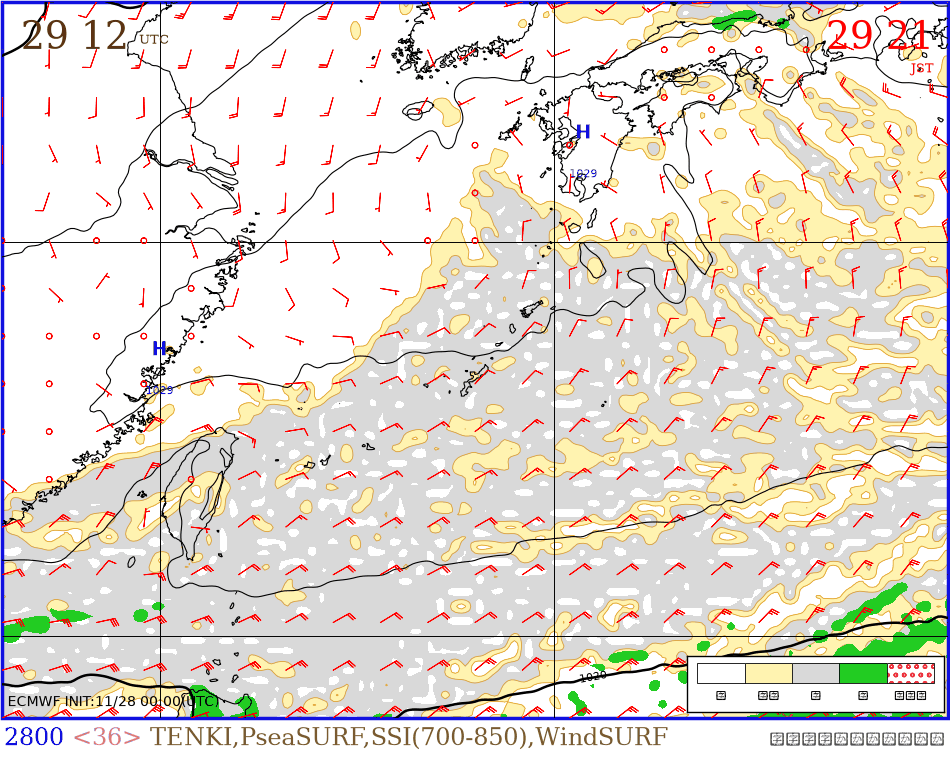 29 12 UTC
29 21 JST
H
1029
H
1029
1020
ECMWF INIT:11/28 00:00(UTC)
2800 <36> TENKI,PseaSURF,SSI(700-850),WindSURF